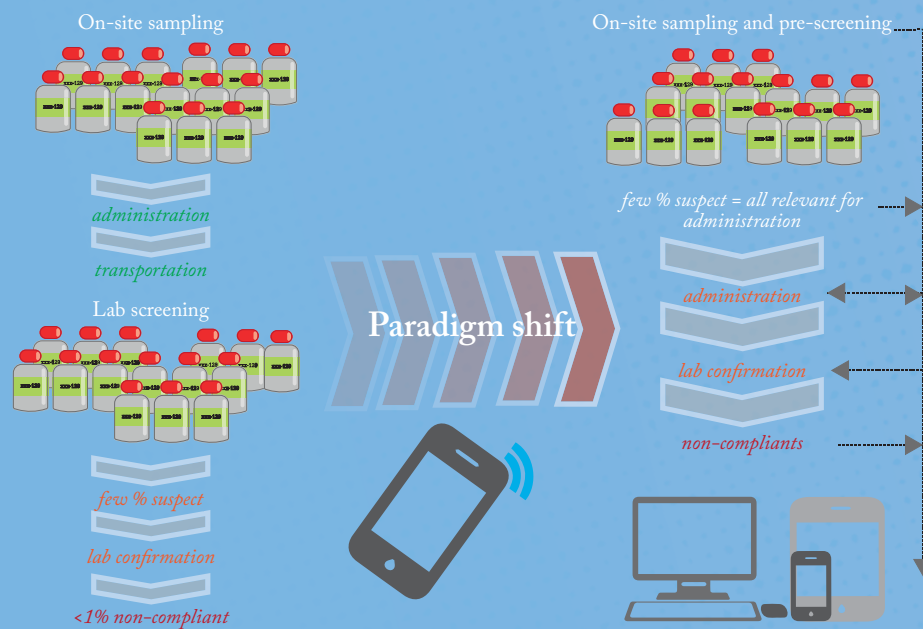 On-site sampling
administration
transportation
Lab screening
few % suspect
lab confirmation
<1% non-compliant
Paradigm shift
On-site sampling and pre-screening
few % suspect = all relevant for
administration
administration
lab confirmation
non-compliants